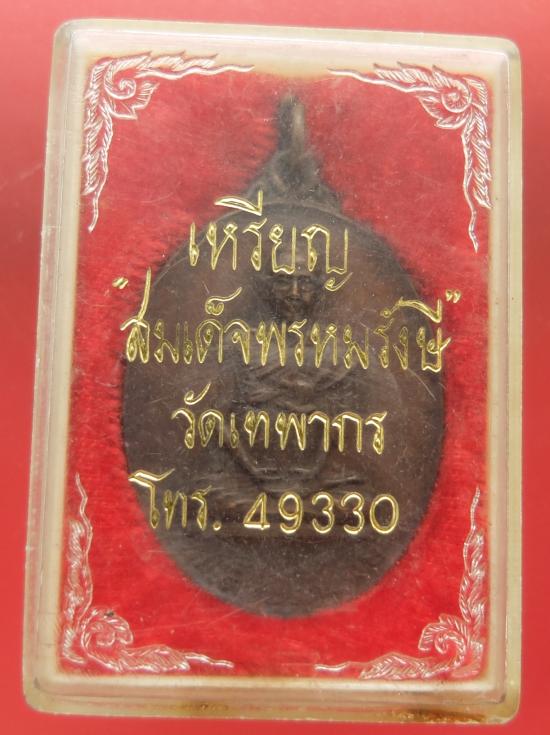 เหรียญ
"สมเด็จพรหมรังษี"
วัดเทพากร
โทร. 49330